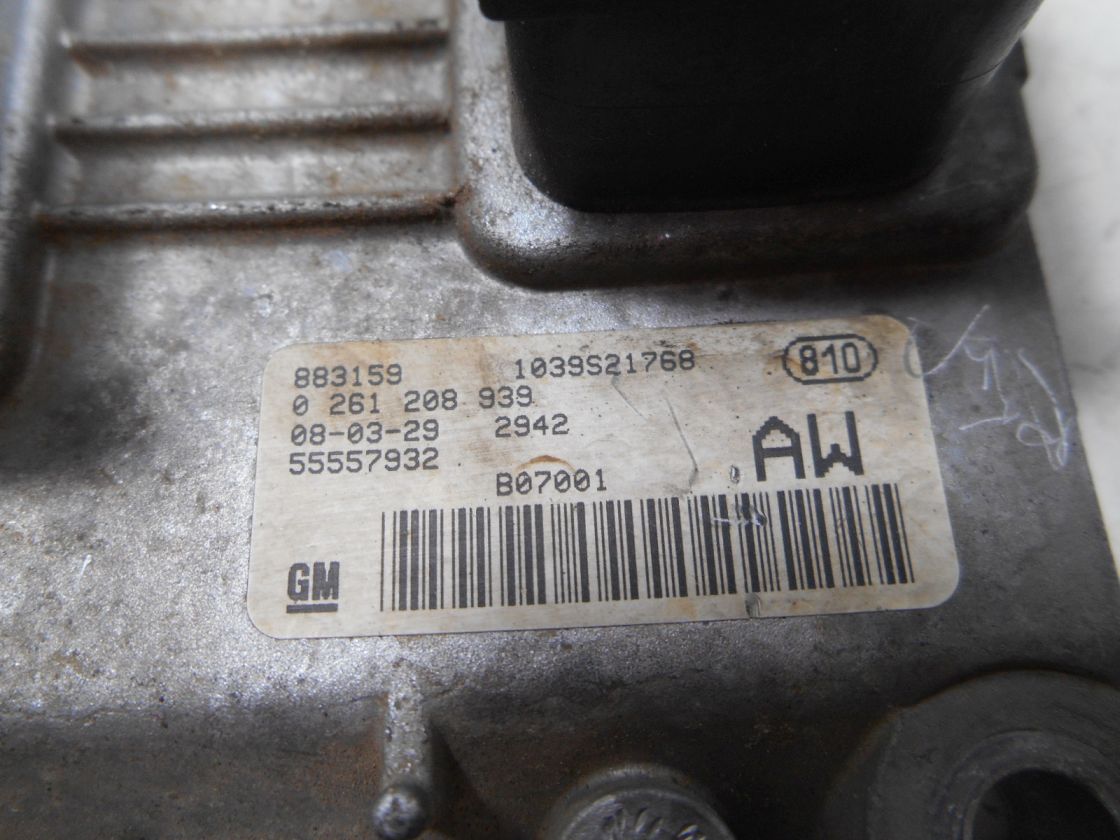 883159 1039S21768 810
0 261 208 939
08-03-29 2942
55557932
AW
B07001
GM